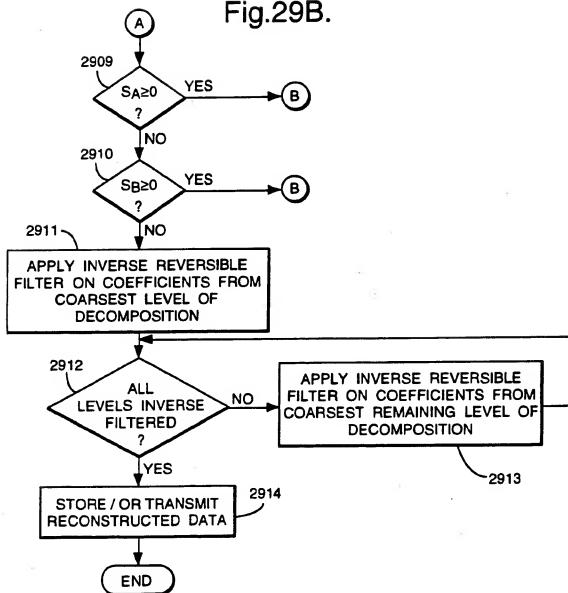 Fig.29B.
A
2909
SA≥0
?
YES
B
NO
2910
SB≥0
?
YES
B
NO
2911
APPLY INVERSE REVERSIBLE
FILTER ON COEFFICIENTS FROM
COARSEST LEVEL OF
DECOMPOSITION
2912
ALL
LEVELS INVERSE
FILTERED
?
NO
APPLY INVERSE REVERSIBLE
FILTER ON COEFFICIENTS FROM
COARSEST REMAINING LEVEL OF
DECOMPOSITION
2913
YES
STORE / OR TRANSMIT
RECONSTRUCTED DATA
2914
END